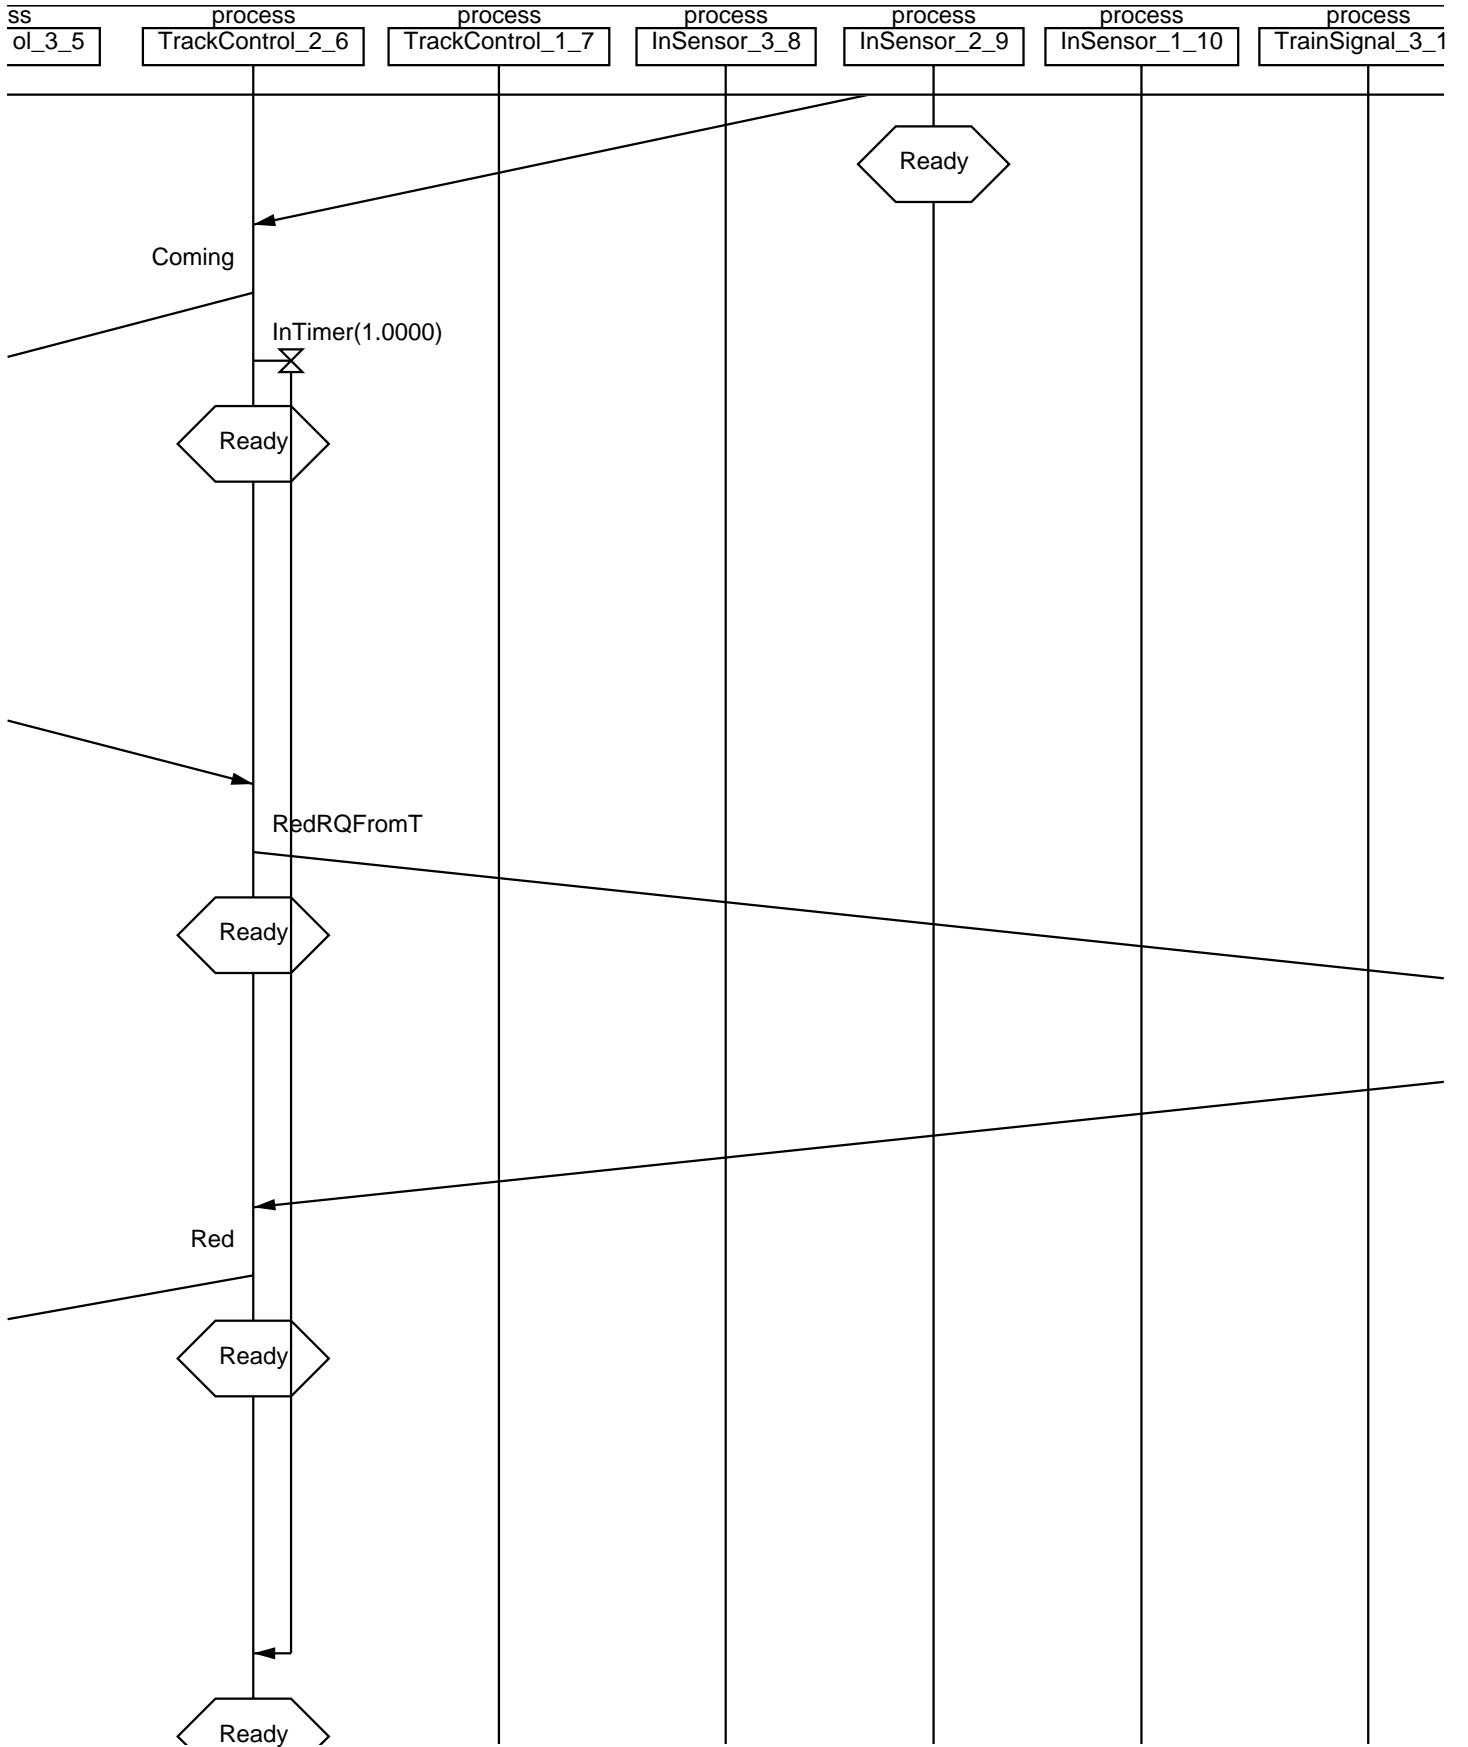 ss process process process process process process
ol_3_5 TrackControl_2_6 TrackControl_1_7 InSensor_3_8 InSensor_2_9 InSensor_1_10 TrainSignal_3_1
Ready
Coming
InTimer(1.0000)
Ready
RedRQFromT
Ready
Red
Ready
Ready